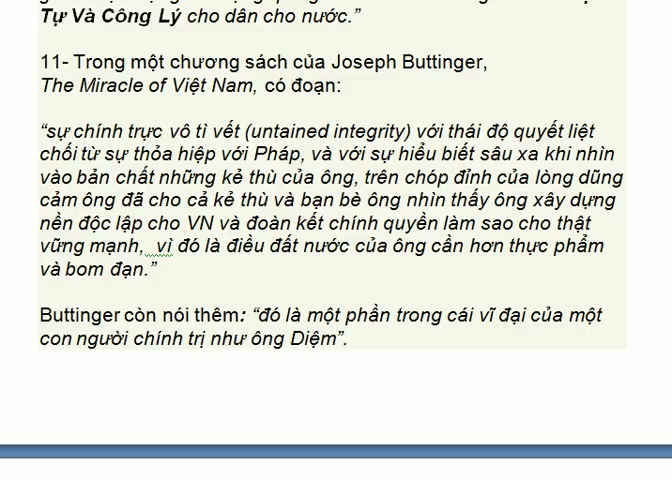 Tự Và Công Lý cho dân cho nước.”
11- Trong một chương sách của Joseph Buttinger,
The Miracle of Việt Nam, có đoạn:
“sự chính trực vô tì vết (untained integrity) với thái độ quyết liệt
chối từ sự thỏa hiệp với Pháp, và với sự hiểu biết sâu xa khi nhìn
vào bản chất những kẻ thù của ông, trên chóp đỉnh của lòng dũng
cảm ông đã cho cả kẻ thù và bạn bè ông nhìn thấy ông xây dựng
nền độc lập cho VN và đoàn kết chính quyền làm sao cho thật
vững mạnh, vì đó là điều đất nước của ông cần hơn thực phẩm
và bom đạn.”
Buttinger còn nói thêm: “đó là một phần trong cái vĩ đại của một
con người chính trị như ông Diệm”.